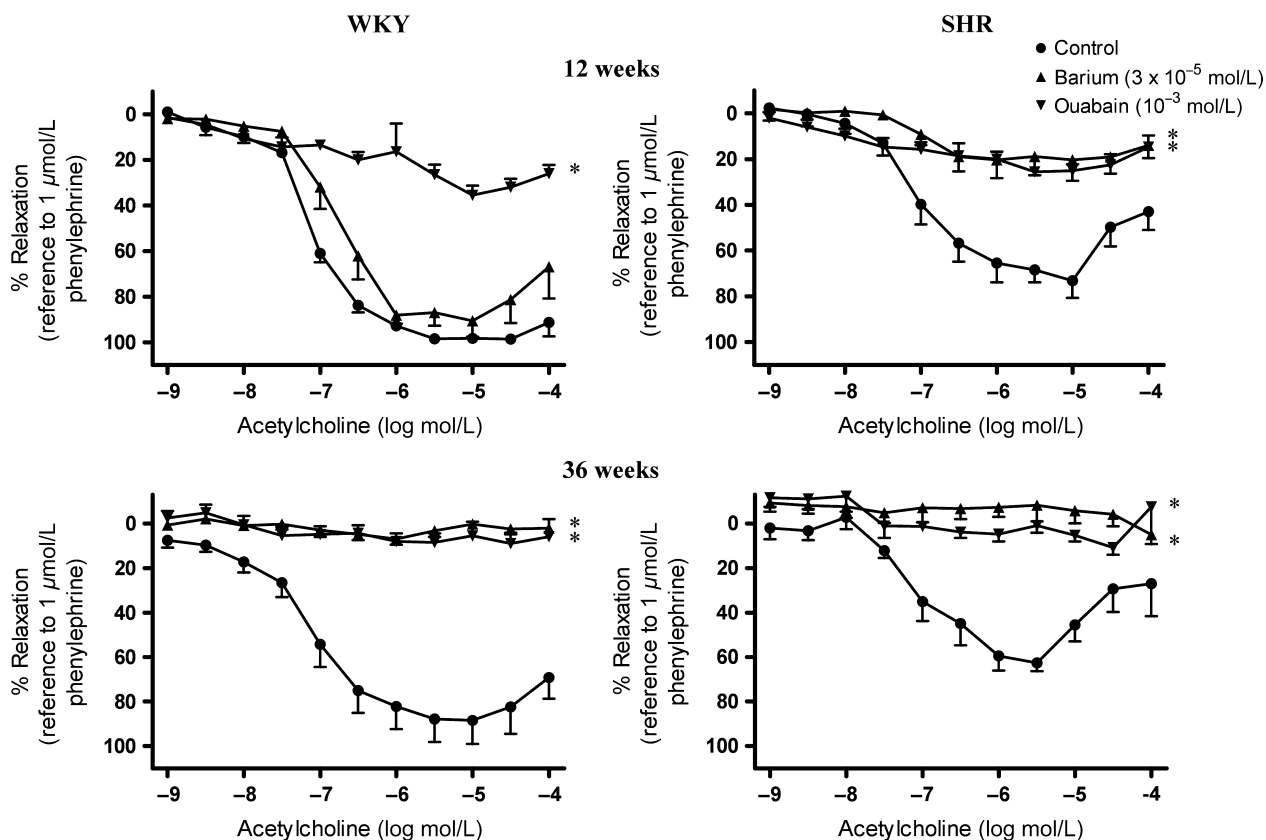 WKY
SHR
Control
Barium (3 x 10⁻⁵ mol/L)
Ouabain (10⁻³ mol/L)
12 weeks
% Relaxation
(reference to 1 µmol/L
phenylephrine)
0
20
40
60
80
100
–9
–8
–7
–6
–5
–4
*
Acetylcholine (log mol/L)
% Relaxation
(reference to 1 µmol/L
phenylephrine)
0
20
40
60
80
100
–9
–8
–7
–6
–5
–4
*
*
Acetylcholine (log mol/L)
36 weeks
% Relaxation
(reference to 1 µmol/L
phenylephrine)
0
20
40
60
80
100
–9
–8
–7
–6
–5
–4
*
*
Acetylcholine (log mol/L)
% Relaxation
(reference to 1 µmol/L
phenylephrine)
0
20
40
60
80
100
–9
–8
–7
–6
–5
-4
*
*
Acetylcholine (log mol/L)